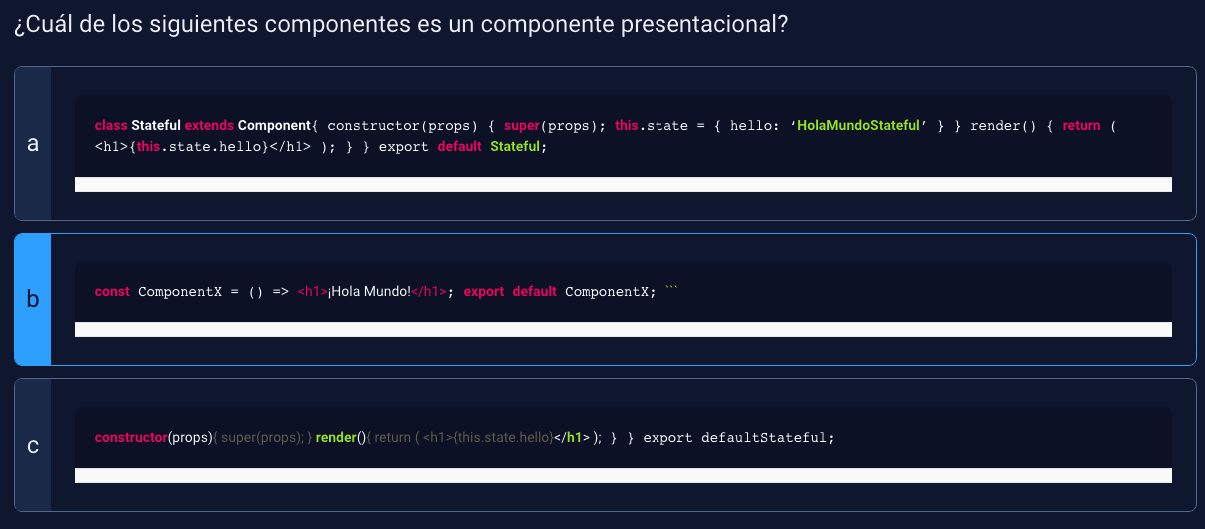 ¿Cuál de los siguientes componentes es un componente presentacional?
a
class Stateful extends Component{ constructor(props) { super(props); this.state = { hello: ‘HolaMundoStateful’ } } render() { return (
<h1>{this.state.hello}</h1> ); } } export default Stateful;
b
const ComponentX = () => <h1>¡Hola Mundo!</h1>; export default ComponentX; ```
c
constructor(props){ super(props); } render(){ return ( <h1>{this.state.hello}</h1> ); } } export defaultStateful;